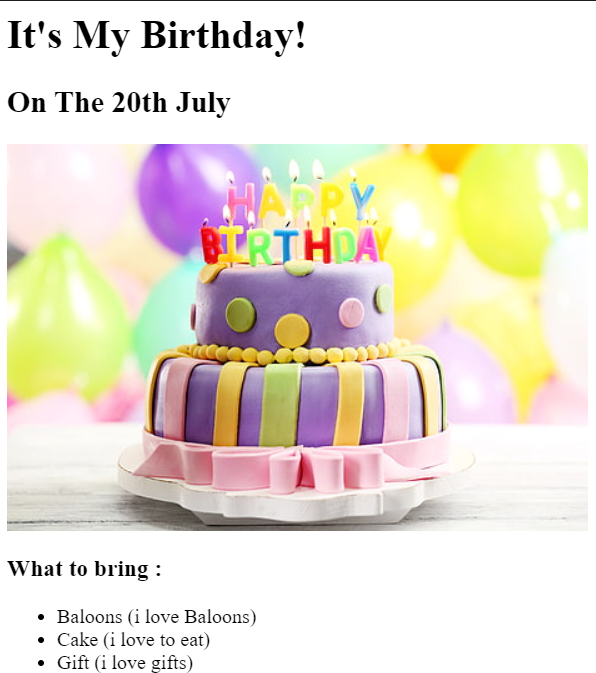 It's My Birthday!
On The 20th July
HAPPY
BIRTHDAY
What to bring :
Baloons (i love Baloons)
Cake (i love to eat)
Gift (i love gifts)